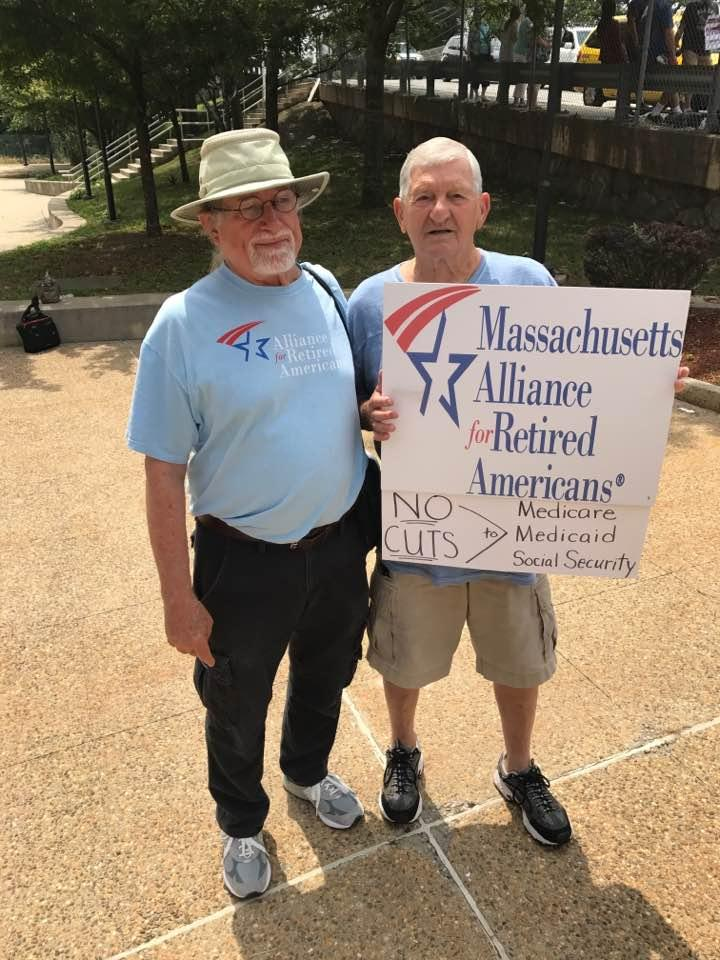 Alliance
for Retired
Americans
Massachusetts
Alliance
for Retired
Americans®
NO
CUTS
to
Medicare
Medicaid
Social Security